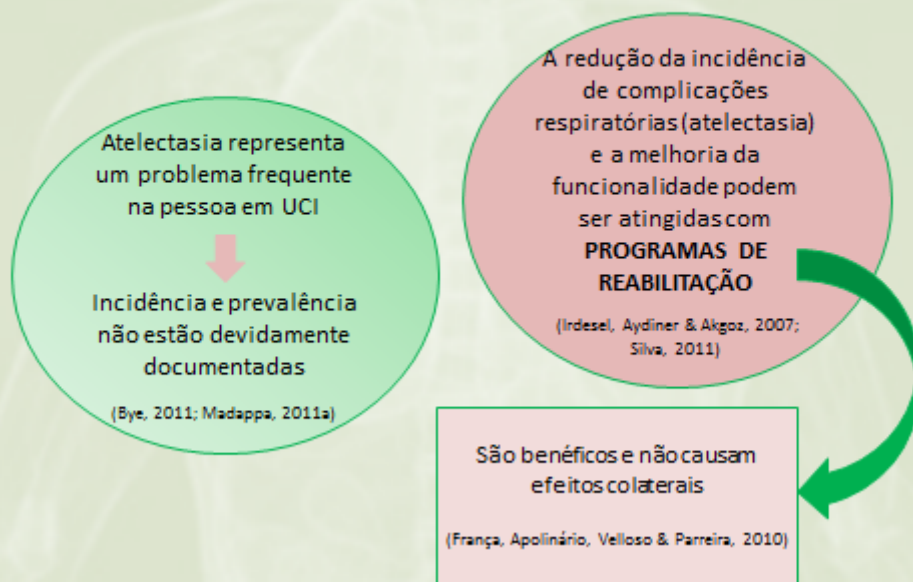 Atelectasia representa
um problema frequente
na pessoa em UCI
Incidência e prevalência
não estão devidamente
documentadas
(Bye, 2011; Madappa, 2011a)
A redução da incidência
de complicações
respiratórias (atelectasia)
e a melhoria da
funcionalidade podem
ser atingidas com
PROGRAMAS DE
REABILITAÇÃO
(Irdesel, Aydiner & Akgoz, 2007;
Silva, 2011)
São benéficos e não causam
efeitos colaterais
(França, Apolinário, Velloso & Parreira, 2010)